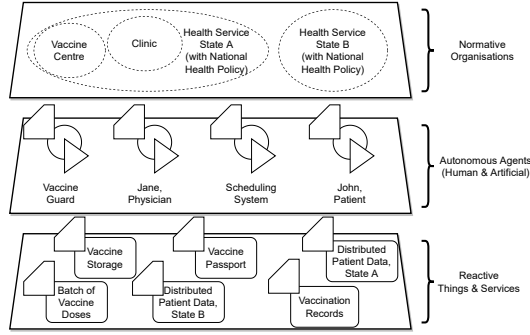 Vaccine
Centre
Clinic
Health Service
State A
(with National
Health Policy)
Health Service
State B
(with National
Health Policy)
Normative
Organisations
Vaccine
Guard
Jane,
Physician
Scheduling
System
John,
Patient
Autonomous Agents
(Human & Artificial)
Vaccine
Storage
Vaccine
Passport
Distributed
Patient Data,
State A
Batch of
Vaccine
Doses
Distributed
Patient Data,
State B
Vaccination
Records
Reactive
Things & Services